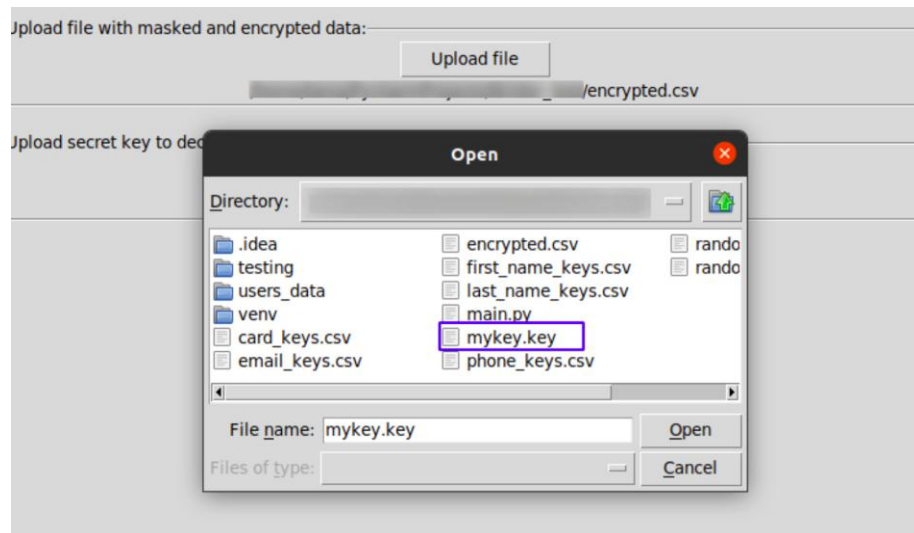 Upload file with masked and encrypted data:
Upload file
/encrypted.csv
Upload secret key to dec
Open
Directory:
.idea
testing
users_data
venv
card_keys.csv
email_keys.csv
encrypted.csv
first_name_keys.csv
last_name_keys.csv
main.py
mykey.key
phone_keys.csv
rando
rando
File name: mykey.key
Open
Files of type:
Cancel